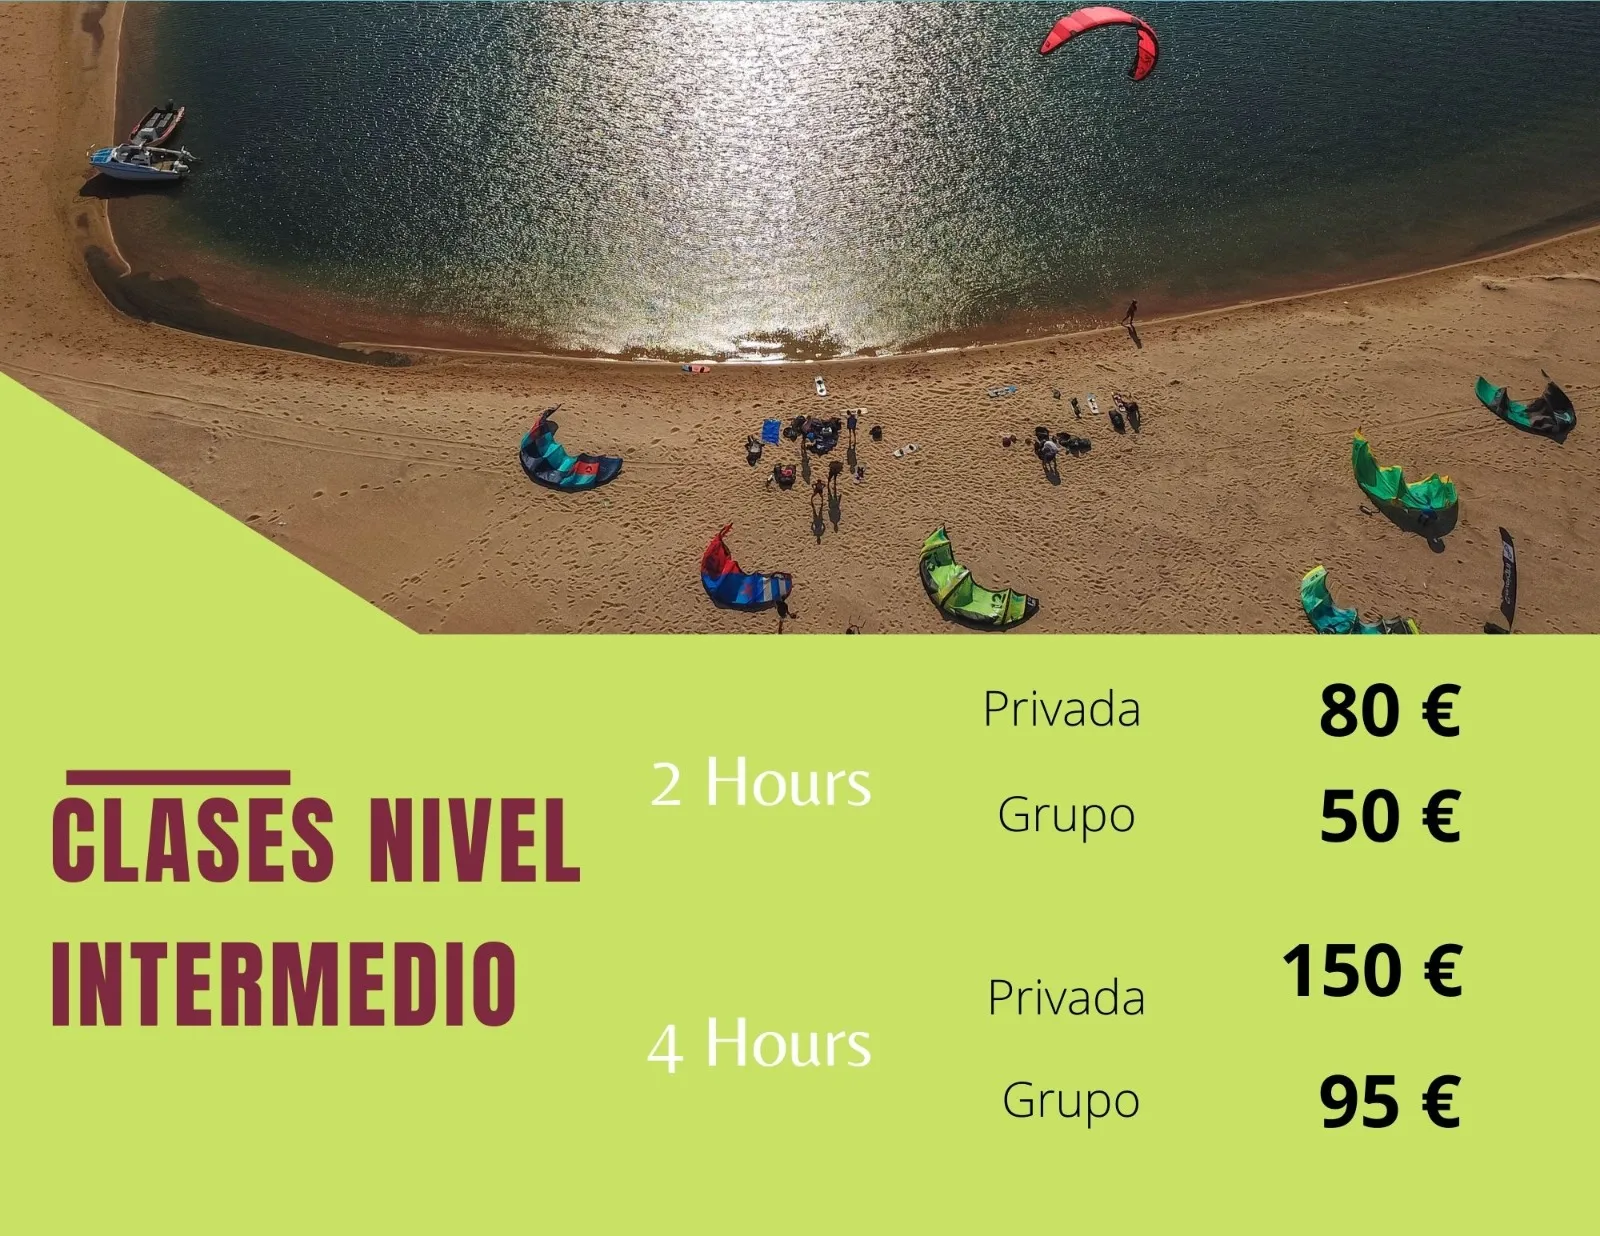 CLASES NIVEL
INTERMEDIO
2 Hours
Privada 80 €
Grupo 50 €
4 Hours
Privada 150 €
Grupo 95 €